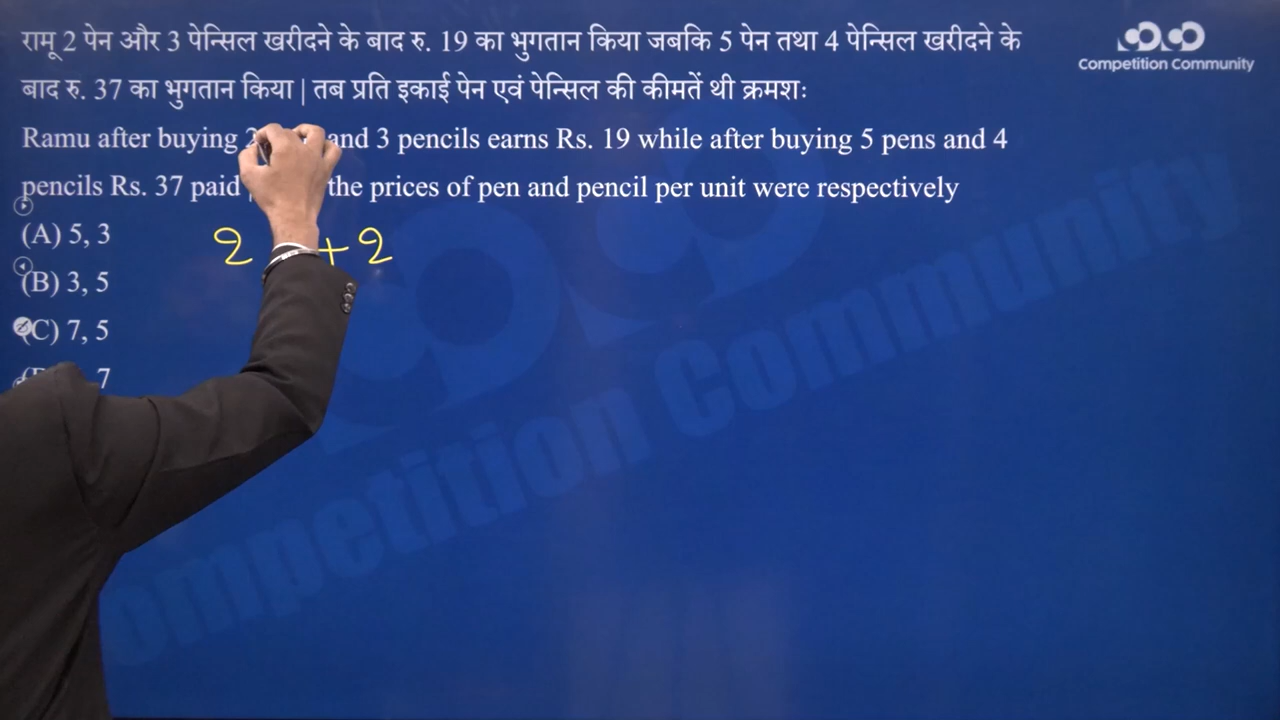 रामू 2 पेन और 3 पेन्सिल खरीदने के बाद रु. 19 का भुगतान किया जबकि 5 पेन तथा 4 पेन्सिल खरीदने के
बाद रु. 37 का भुगतान किया | तब प्रति इकाई पेन एवं पेन्सिल की कीमतें थी क्रमशः
Ramu after buying 2 and 3 pencils earns Rs. 19 while after buying 5 pens and 4
pencils Rs. 37 paid the prices of pen and pencil per unit were respectively
(A) 5, 3
(B) 3, 5
(C) 7, 5
7
2 + 2
Competition Community
Competition Community